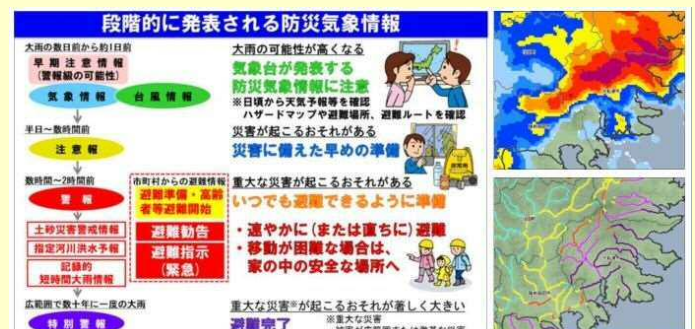 段階的に発表される防災気象情報
大雨の数日前から約1日前
早期注意情報
(警報級の可能性)
気象情報
台風情報
大雨の可能性が高くなる
気象台が発表する
防災気象情報に注意
※日頃から天気予報等を確認
ハザードマップや避難場所、避難ルートを確認
半日～数時間前
注意報
災害が起こるおそれがある
災害に備えた早めの準備
数時間～2時間前
警報
土砂災害警戒情報
指定河川洪水予報
記録的
短時間大雨情報
市町村からの避難情報
避難準備・高齢
者等避難開始
避難勧告
避難指示
(緊急)
重大な災害が起こるおそれがある
いつでも避難できるように準備
・速やかに(または直ちに)避難
・移動が困難な場合は、
家の中の安全な場所へ
広範囲で数十年に一度の大雨
特別警報
重大な災害※が起こるおそれが著しく大きい
避難完了
※重大な災害